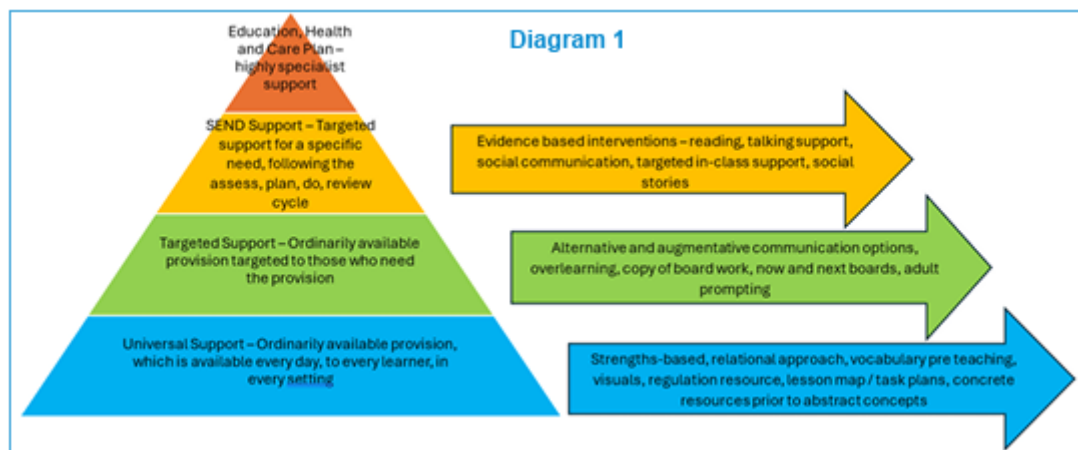 Diagram 1
Education, Health
and Care Plan –
highly specialist
support
SEND Support – Targeted
support for a specific
need, following the
assess, plan, do, review
cycle
Evidence based interventions – reading, talking support,
social communication, targeted in-class support, social
stories
Targeted Support – Ordinarily available
provision targeted to those who need
the provision
Alternative and augmentative communication options,
overlearning, copy of board work, now and next boards, adult
prompting
Universal Support – Ordinarily available provision,
which is available every day, to every learner, in
every setting
Strengths-based, relational approach, vocabulary pre teaching,
visuals, regulation resource, lesson map / task plans, concrete
resources prior to abstract concepts